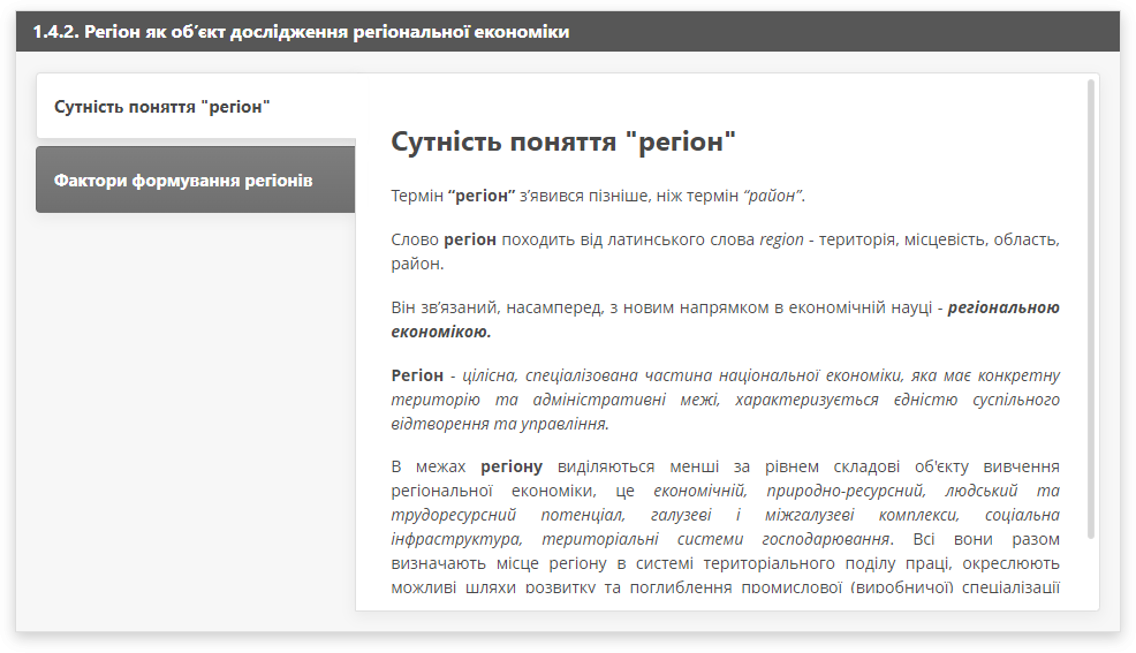 1.4.2. Регіон як об’єкт дослідження регіональної економіки
Сутність поняття "регіон"
Фактори формування регіонів
Сутність поняття "регіон"
Термін “регіон” з’явився пізніше, ніж термін “район”.
Слово регіон походить від латинського слова region - територія, місцевість, область,
район.
Він зв’язаний, насамперед, з новим напрямком в економічній науці - регіональною
економікою.
Регіон - цілісна, спеціалізована частина національної економіки, яка має конкретну
територію та адміністративні межі, характеризується єдністю суспільного
відтворення та управління.
В межах регіону виділяються менші за рівнем складові об'єкту вивчення
регіональної економіки, це економічній, природно-ресурсний, людський та
трудоресурсний потенціал, галузеві і міжгалузеві комплекси, соціальна
інфраструктура, територіальні системи господарювання. Всі вони разом
визначають місце регіону в системі територіального поділу праці, окреслюють
можливі шляхи розвитку та поглиблення промислової (виробничої) спеціалізації